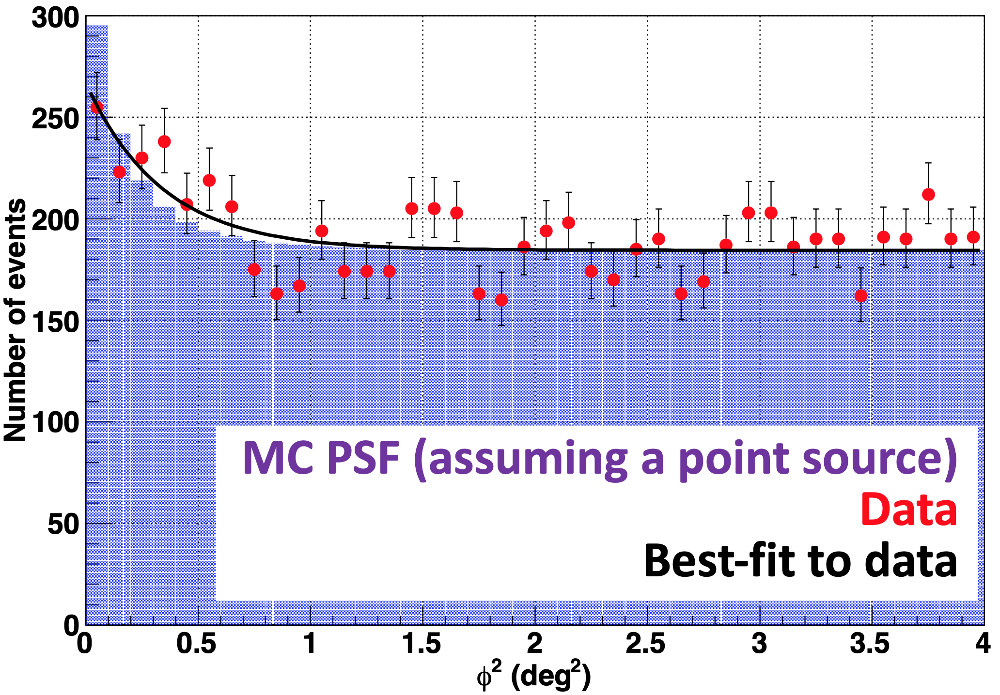 300
250
200
150
100
50
0
Number of events
MC PSF (assuming a point source)
Data
Best-fit to data
0 0.5 1 1.5 2 2.5 3 3.5 4
ϕ² (deg²)